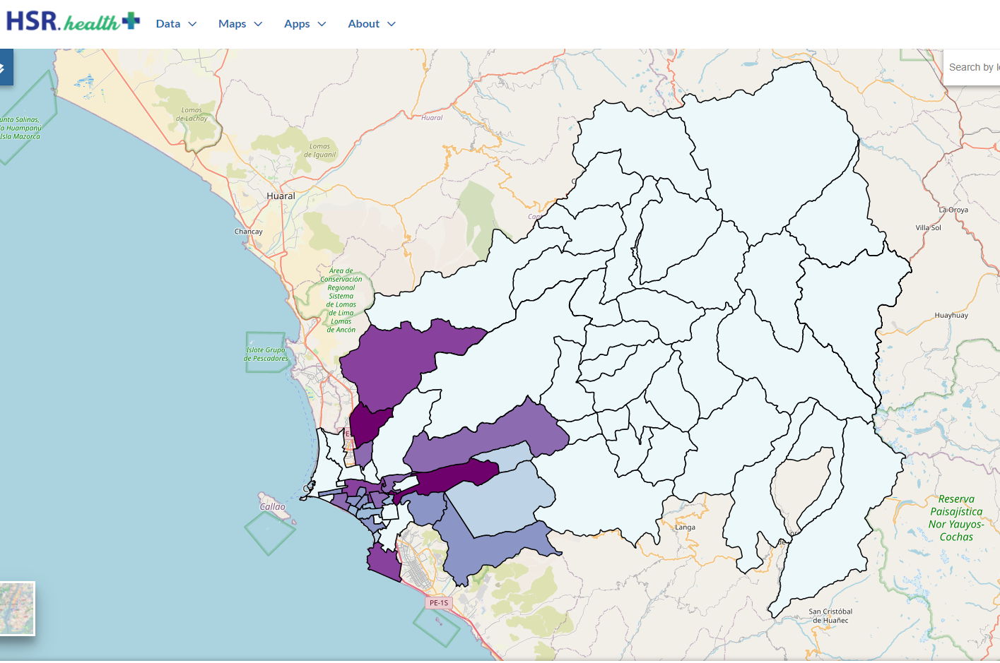 HSR.health
Data
Maps
Apps
About
Search by
Lomas
de Lachay
Huaral
Salinas,
Huampanú
Isla Mazorca
Lomas
de Iguanil
Huaral
Chancay
La Oroya
Villa Sol
Área de
Conservación
Regional
Sistema
de Lomas
de Lima
Lomas
de Ancón
Huayhuay
Islote Grupo
de Pescadores
Callao
Langa
Reserva
Paisajística
Nor Yauyos-
Cochas
PE-1S
San Cristóbal
de Huañec